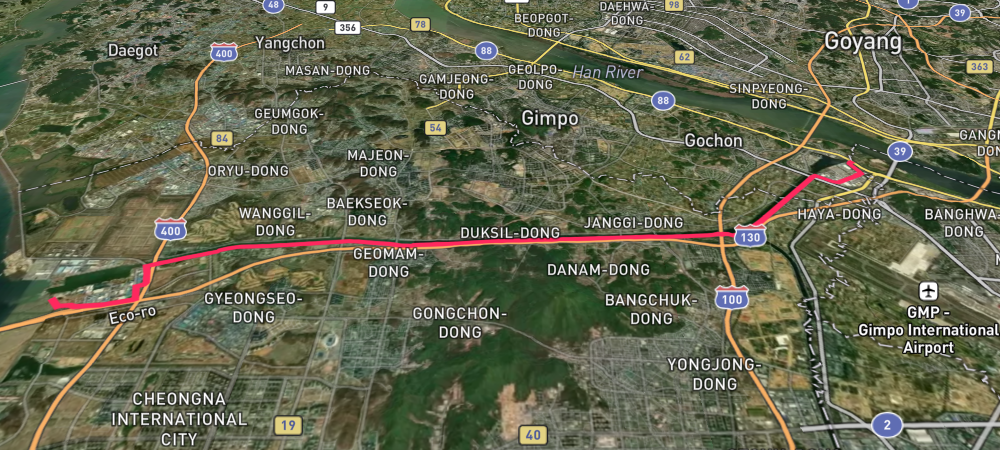 48
9
356
78
BEOPGOT-
DONG
DAEHWA-
DONG
98
1
39
Daegot
400
Yangchon
88
62
Goyang
363
MASAN-DONG
GAMJEONG-
DONG
GEOLPO-
DONG
Han River
88
SINPYEONG-
DONG
GEUMGOK-
DONG
54
Gimpo
Gochon
39
84
ORYU-DONG
MAJEON-
DONG
WANGGIL-
DONG
BAEKSEOK-
DONG
400
DUKSIL-DONG
JANGGI-DONG
130
HAYA-DONG
BANGHWA-
DONG
GEOMAM-
DONG
DANAM-DONG
GYEONGSEO-
DONG
Eco-ro
GONGCHON-
DONG
BANGCHUK-
DONG
100
GMP -
Gimpo International
Airport
YONGJONG-
DONG
CHEONGNA
INTERNATIONAL
CITY
19
40
2